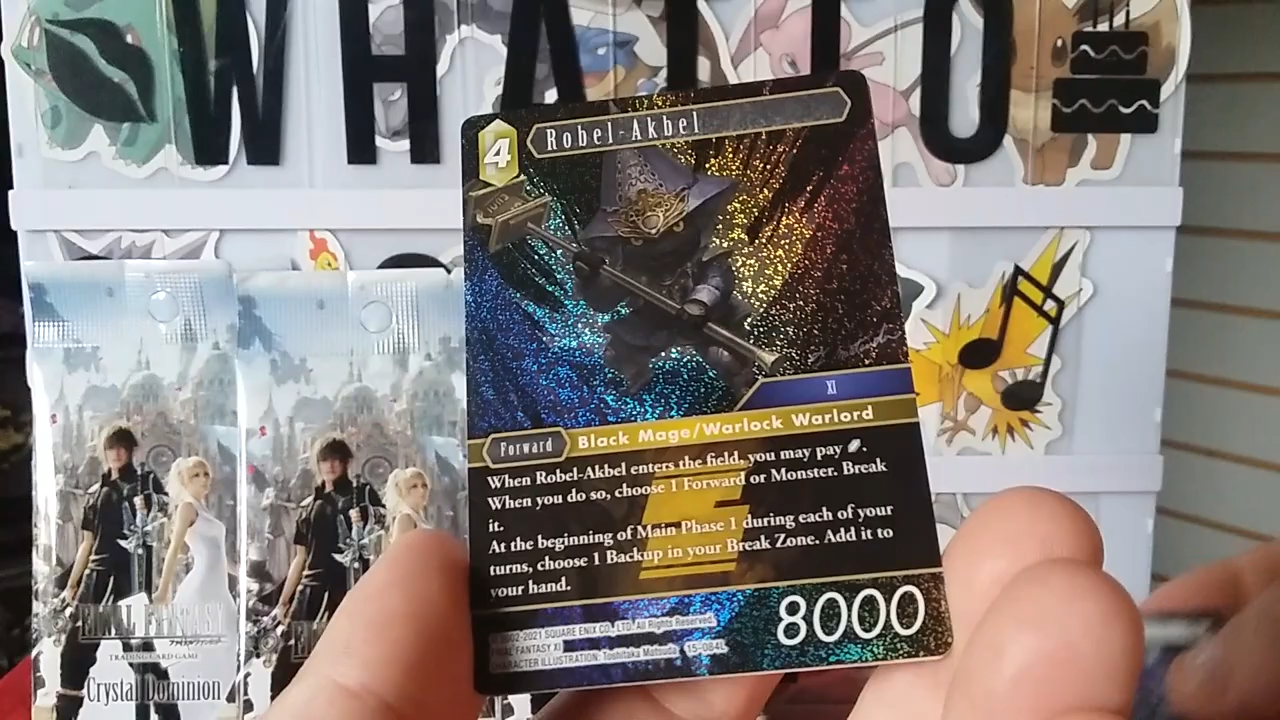 WHAT TO
4
Robel-Akbel
XI
Forward
Black Mage/Warlock Warlord
When Robel-Akbel enters the field, you may pay
When you do so, choose 1 Forward or Monster. Break
it.
At the beginning of Main Phase 1 during each of your
turns, choose 1 Backup in your Break Zone. Add it to
your hand.
8000
© 2002-2021 SQUARE ENIX CO., LTD. All Rights Reserved.
FINAL FANTASY XI
CHARACTER ILLUSTRATION: Toshitaka Matsuda 15-084L
FINAL FANTASY
TRADING CARD GAME
Crystal Dominion